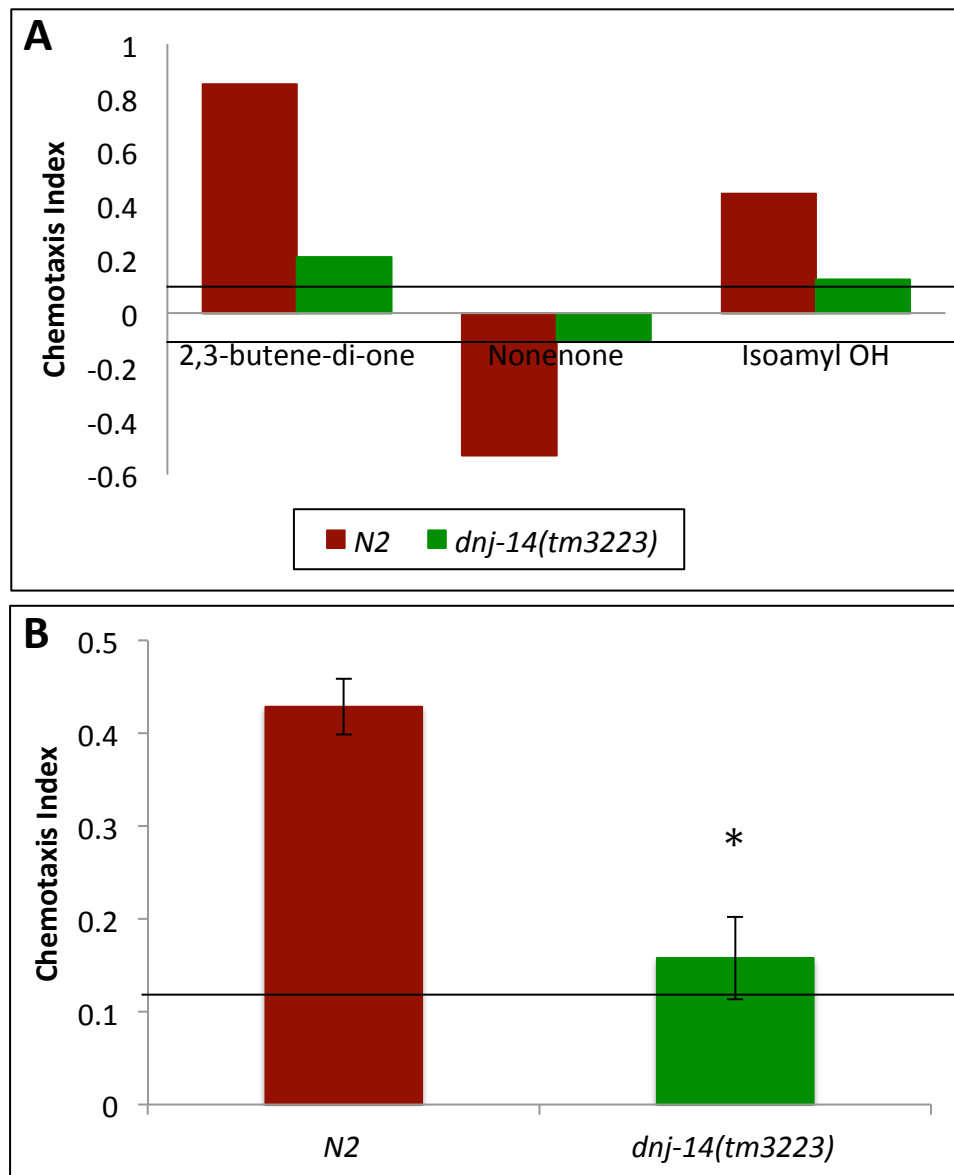 A
Chemotaxis Index
1
0.8
0.6
0.4
0.2
0
-0.2
-0.4
-0.6
2,3-butene-di-one Nonenone Isoamyl OH
N2 dnj-14(tm3223)
B
Chemotaxis Index
0.5
0.4
0.3
0.2
0.1
0
*
N2 dnj-14(tm3223)